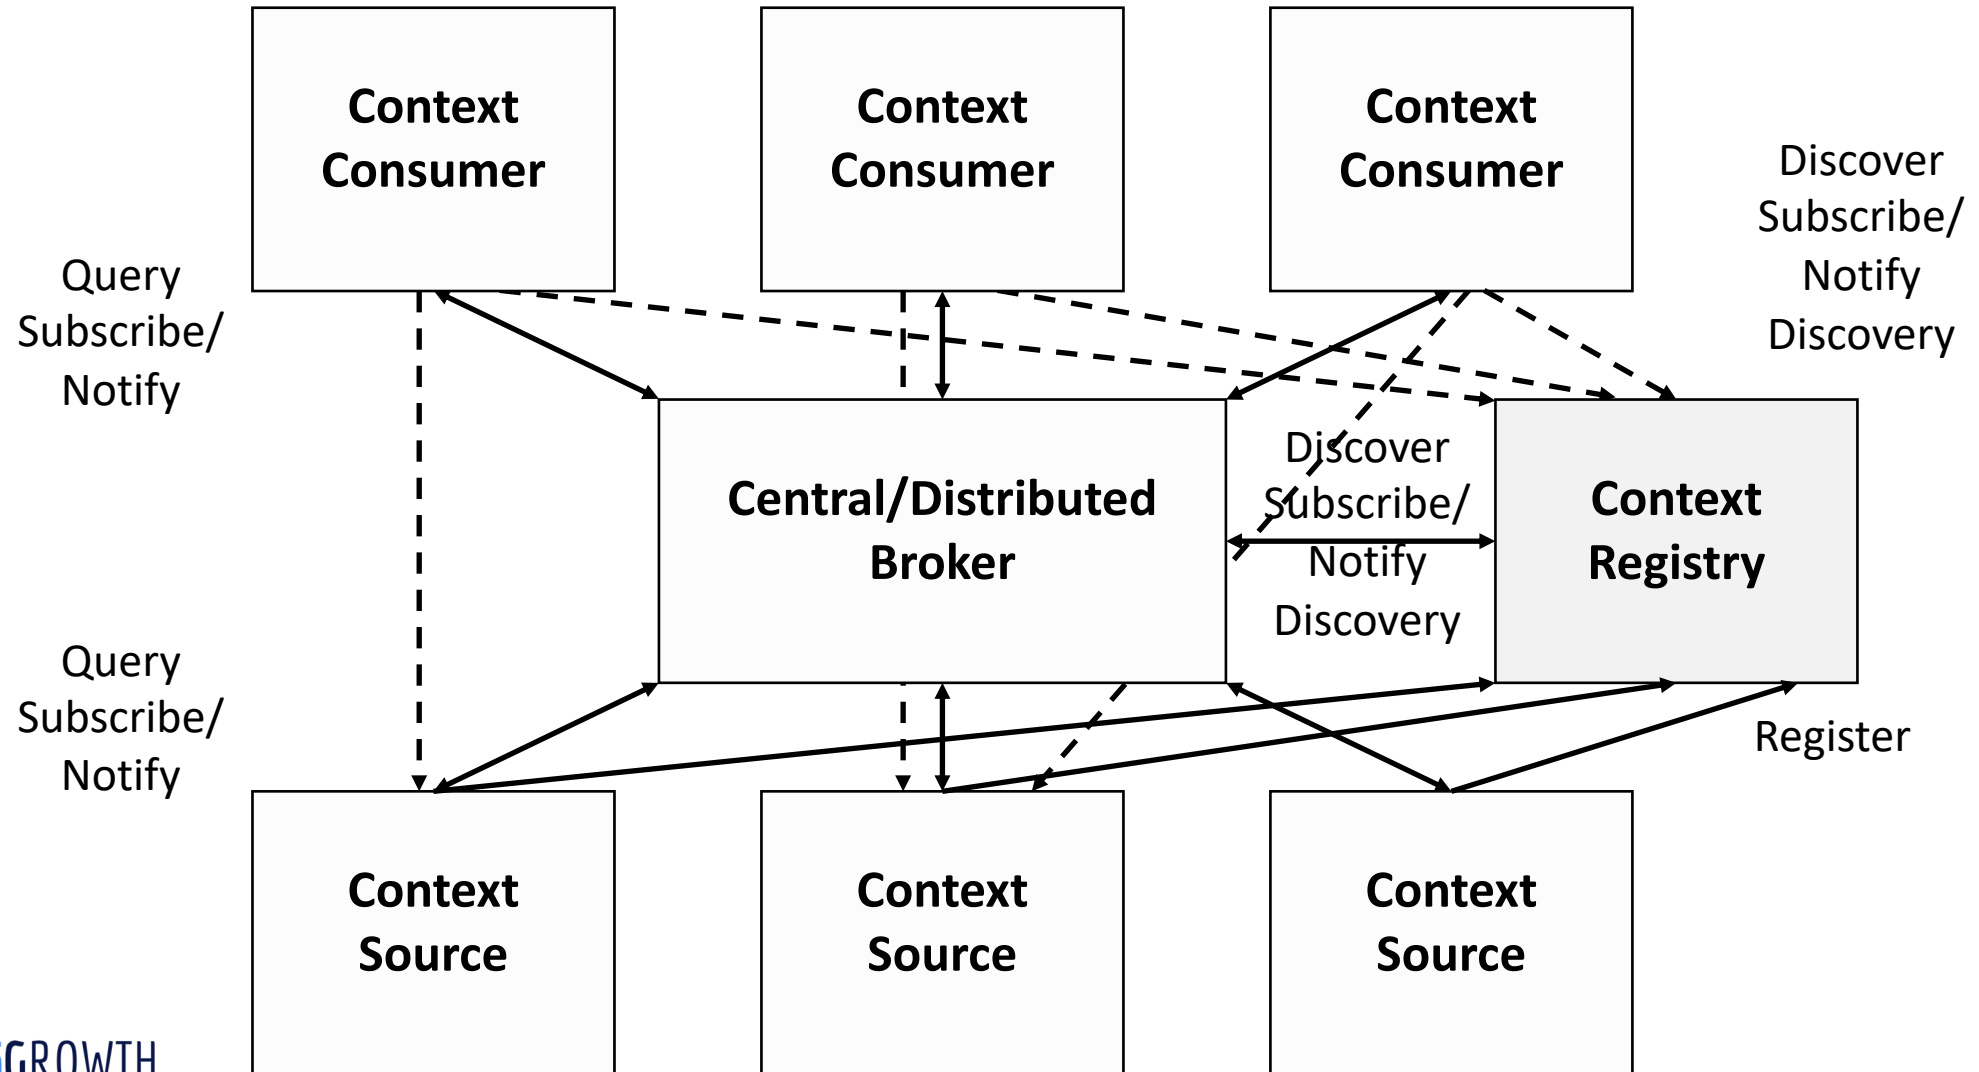 Context
Consumer
Context
Consumer
Context
Consumer
Discover
Subscribe/
Notify
Discovery
Query
Subscribe/
Notify
Central/Distributed
Broker
Discover
Subscribe/
Notify
Discovery
Context
Registry
Query
Subscribe/
Notify
Register
Context
Source
Context
Source
Context
Source
GROWTH